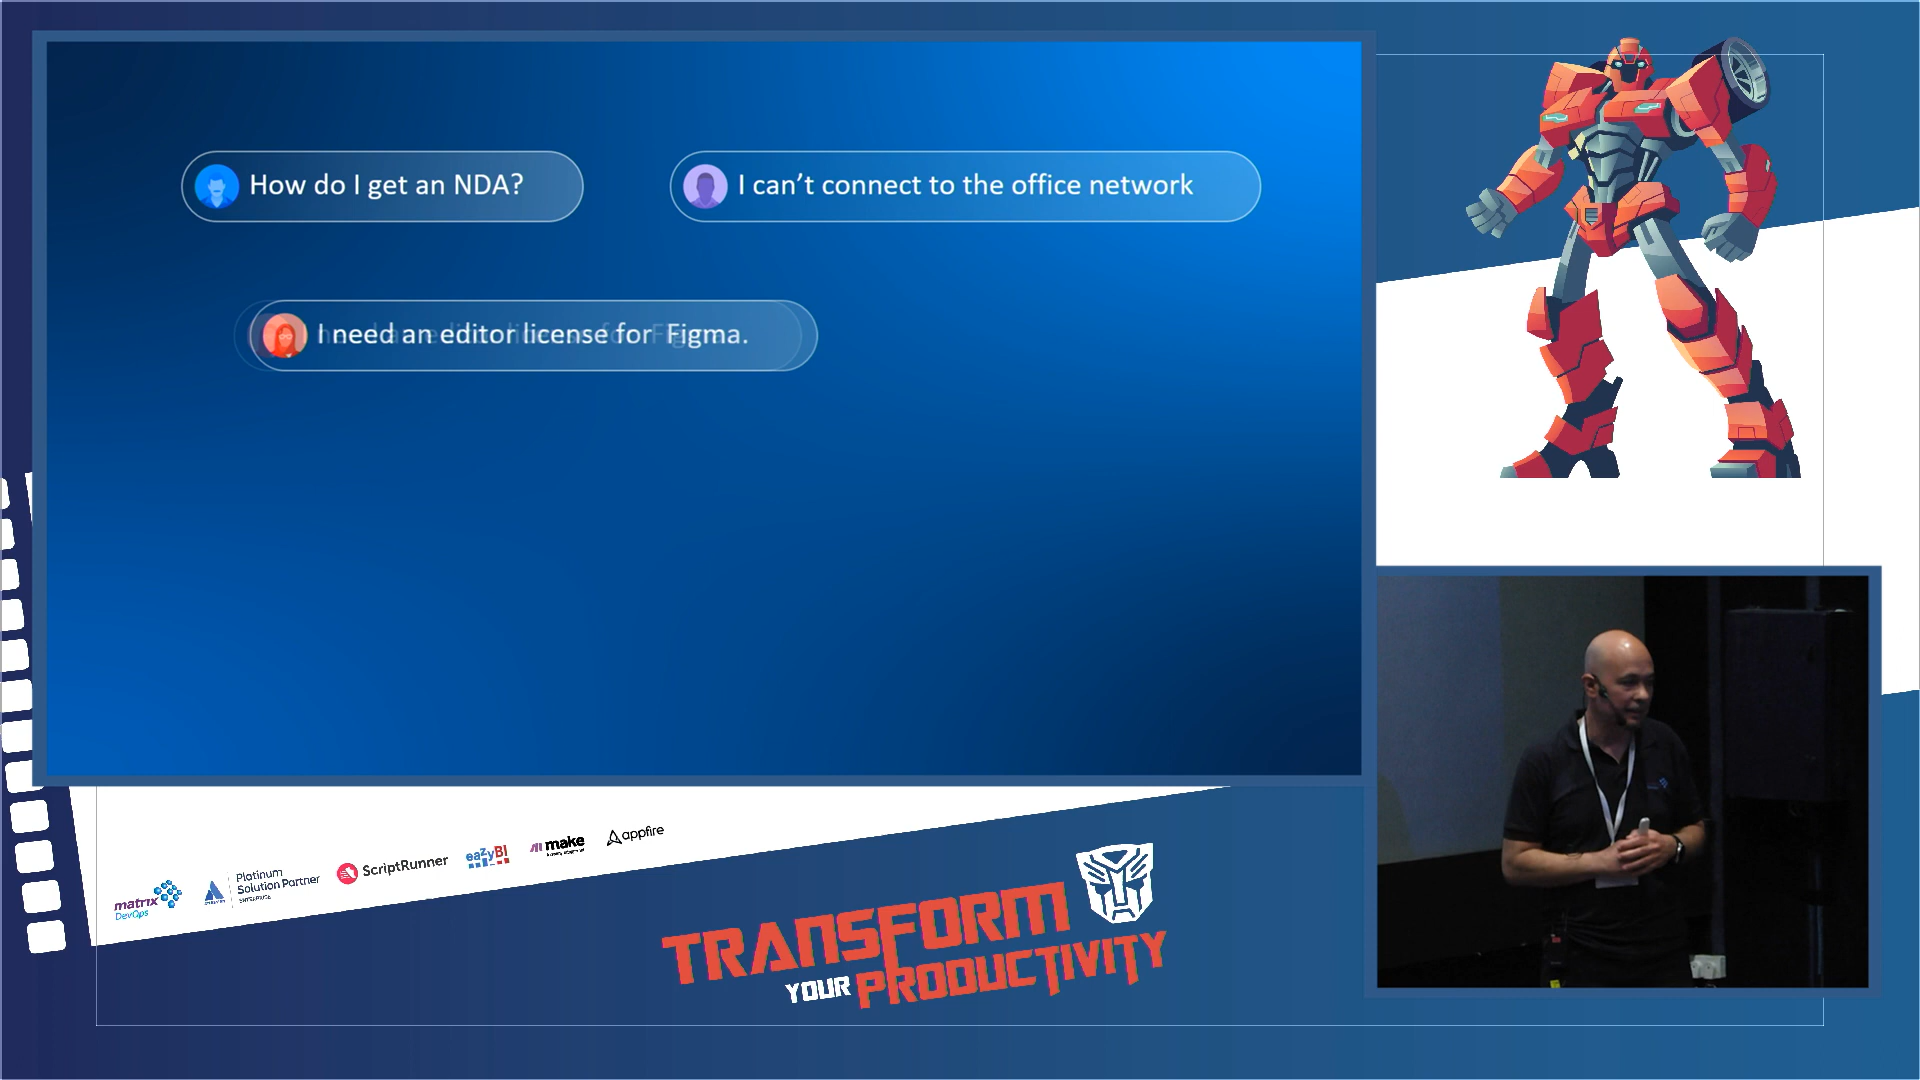 How do I get an NDA?
I can't connect to the office network
I need an editor license for Figma.
matrix
DevOps
Platinum
Solution Partner
ENTERPRISE
ScriptRunner
eazyBI
make
appfire
TRANSFORM
YOUR PRODUCTIVITY